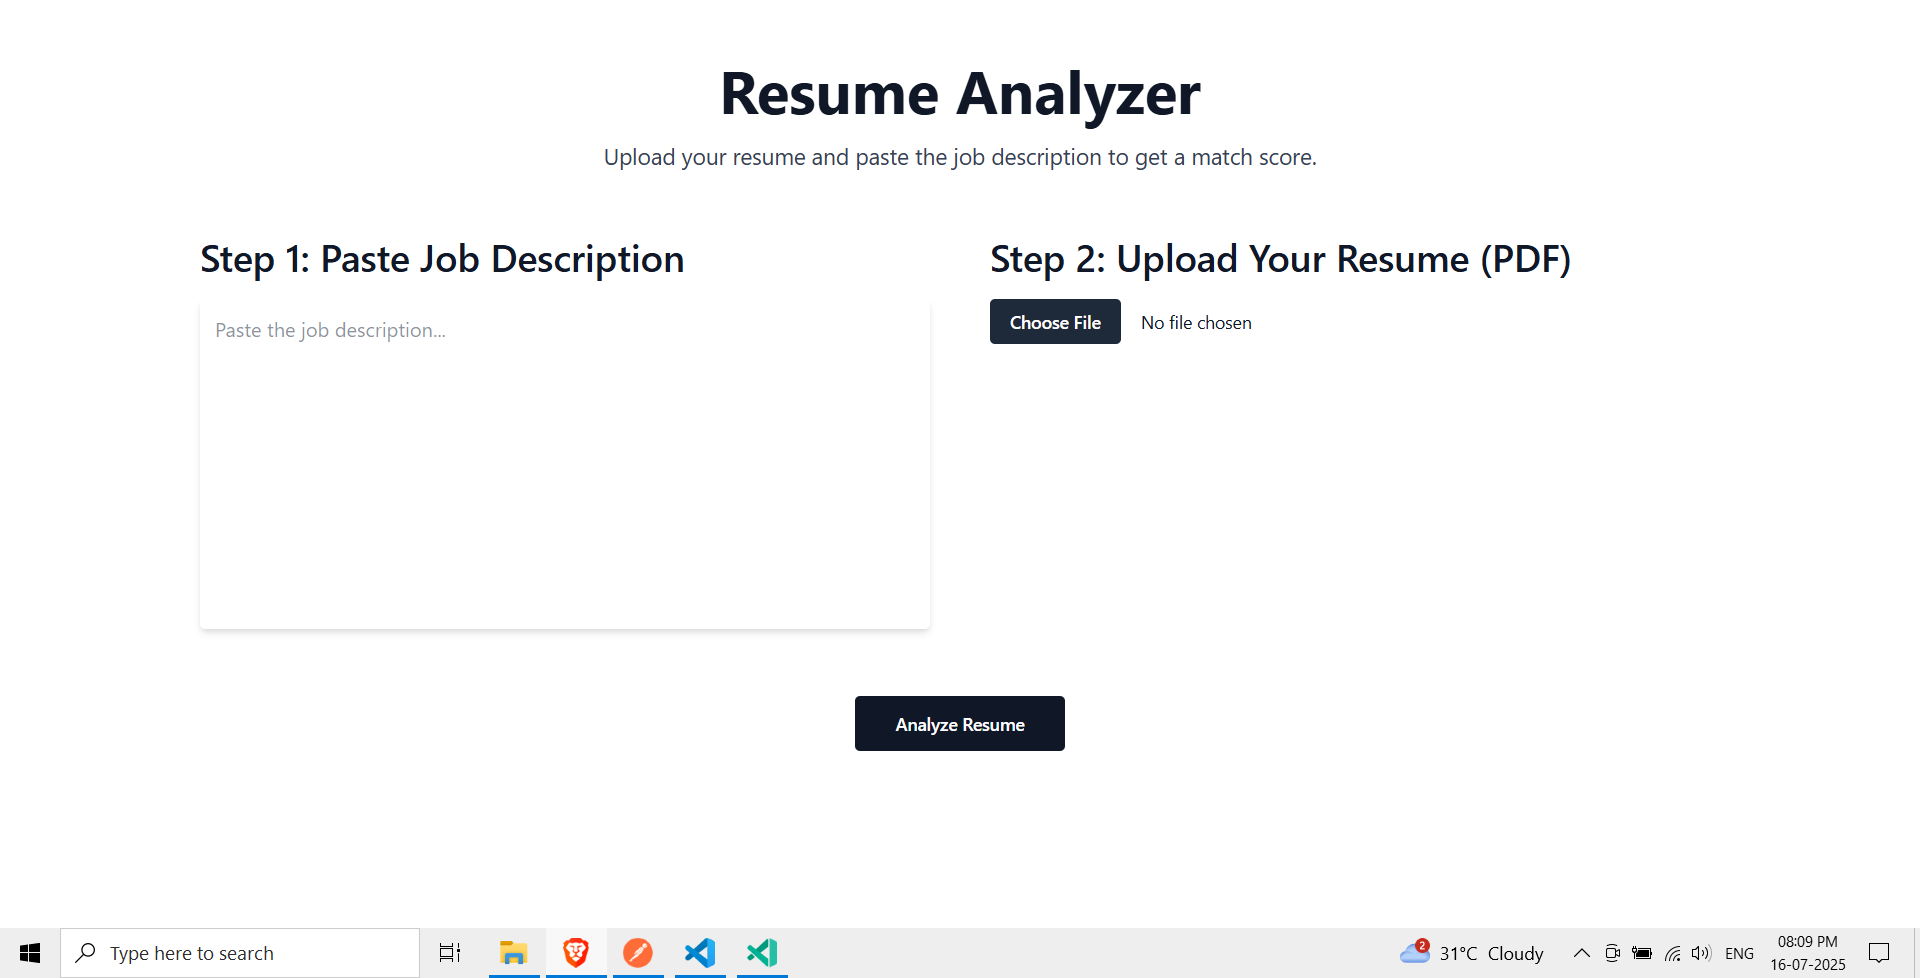 Resume Analyzer
Upload your resume and paste the job description to get a match score.
Step 1: Paste Job Description
Paste the job description...
Step 2: Upload Your Resume (PDF)
Choose File No file chosen
Analyze Resume
Type here to search
2
31°C Cloudy
ENG
08:09 PM
16-07-2025